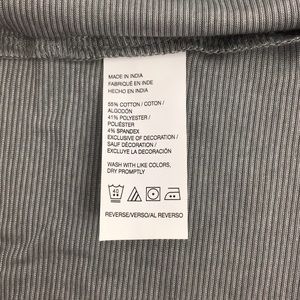 MADE IN INDIA
FABRIQUÉ EN INDE
HECHO EN INDIA
55% COTTON / COTON /
ALGODÓN
41% POLYESTER /
POLIÉSTER
4% SPANDEX
EXCLUSIVE OF DECORATION /
SAUF DÉCORATION /
EXCLUYE LA DECORACIÓN
WASH WITH LIKE COLORS,
DRY PROMPTLY
40
REVERSE/VERSO/AL REVERSO